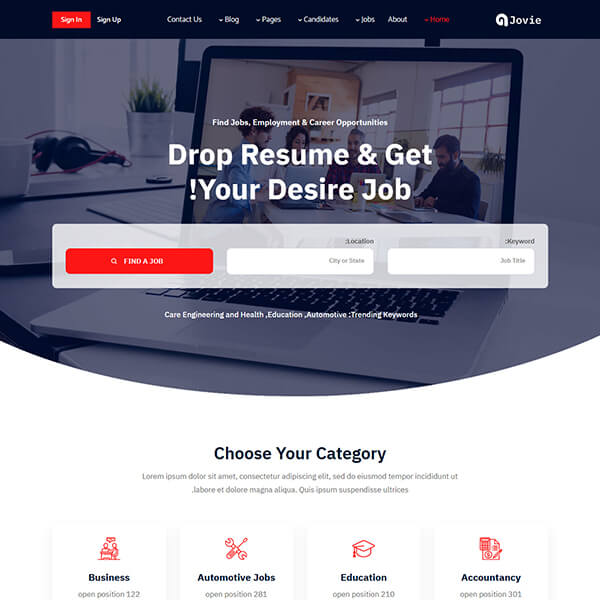 Sign In
Sign Up
Contact Us
Blog
Pages
Candidates
Jobs
About
Home
Jovie
Find Jobs, Employment & Career Opportunities
Drop Resume & Get
!Your Desire Job
:Location
:Keyword
FIND A JOB
City or State
Job Title
Care Engineering and Health ,Education ,Automotive :Trending Keywords
Choose Your Category
Lorem ipsum dolor sit amet, consectetur adipiscing elit, sed do eiusmod tempor incididunt ut
.labore et dolore magna aliqua. Quis ipsum suspendisse ultrices
Business
open position 122
Automotive Jobs
open position 281
Education
open position 210
Accountancy
open position 301